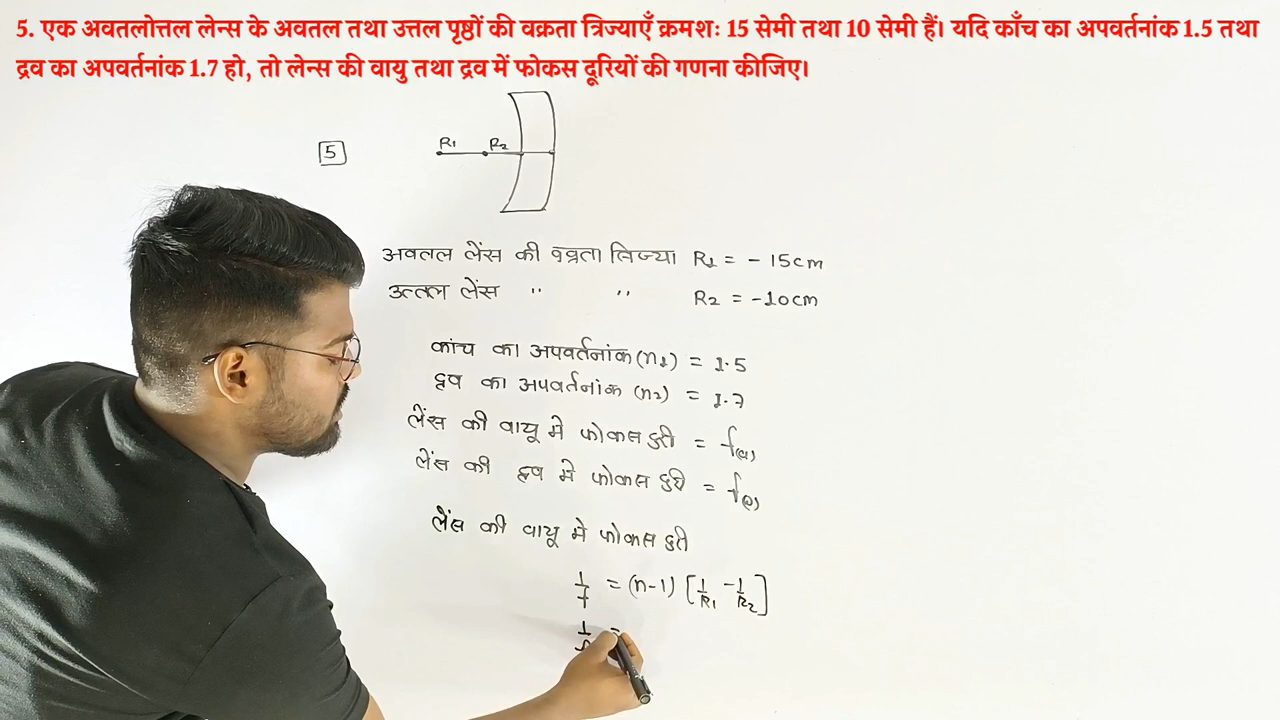 5. एक अवतलोत्तल लेन्स के अवतल तथा उत्तल पृष्ठों की वक्रता त्रिज्याएँ क्रमशः 15 सेमी तथा 10 सेमी हैं। यदि काँच का अपवर्तनांक 1.5 तथा
द्रव का अपवर्तनांक 1.7 हो, तो लेन्स की वायु तथा द्रव में फोकस दूरियों की गणना कीजिए।
5
R1 R2
अवतल लेंस की वक्रता त्रिज्या R1 = - 15cm
उत्तल लेंस " " R2 = -10cm
कांच का अपवर्तनांक (n1) = 1.5
द्रव का अपवर्तनांक (n2) = 1.7
लेंस की वायू मे फोकस दुरी = f(a)
लेंस की द्रव मे फोकस दुरी = f(e)
लेंस की वायू मे फोकस दुरी
1/f = (n-1) [1/R1 - 1/R2]
1/f =